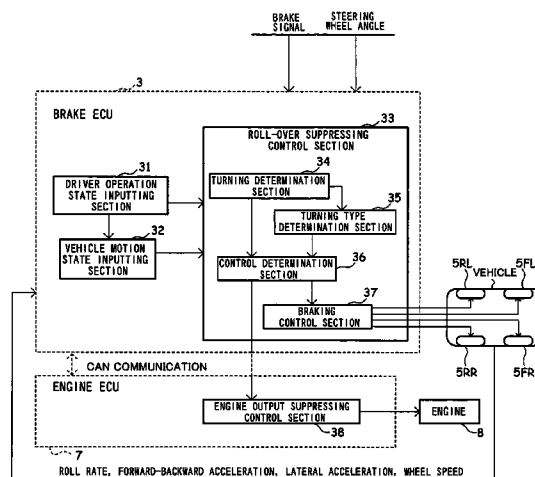 BRAKE
SIGNAL
STEERING
WHEEL ANGLE
3
BRAKE ECU
33
ROLL-OVER SUPPRESSING
CONTROL SECTION
31
DRIVER OPERATION
STATE INPUTTING
SECTION
32
VEHICLE MOTION
STATE INPUTTING
SECTION
34
TURNING DETERMINATION
SECTION
35
TURNING TYPE
DETERMINATION SECTION
CONTROL DETERMINATION
SECTION
36
37
BRAKING
CONTROL SECTION
5RL
VEHICLE
5FL
5RR
5FR
CAN COMMUNICATION
ENGINE ECU
ENGINE OUTPUT SUPPRESSING
CONTROL SECTION
38
ENGINE
8
7
ROLL RATE, FORWARD-BACKWARD ACCELERATION, LATERAL ACCELERATION, WHEEL SPEED